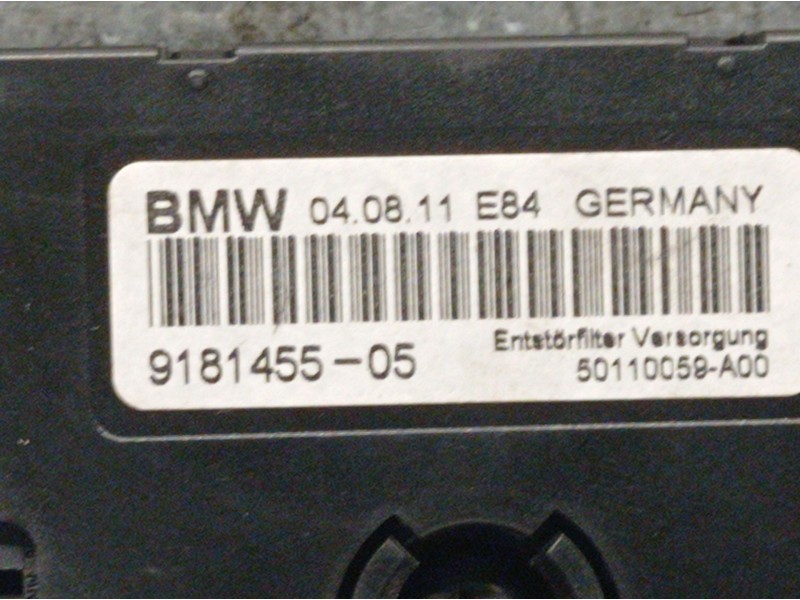 BMW 04.08.11 E84 GERMANY
9181455-05
Entstörfilter Versorgung
50110059-A00